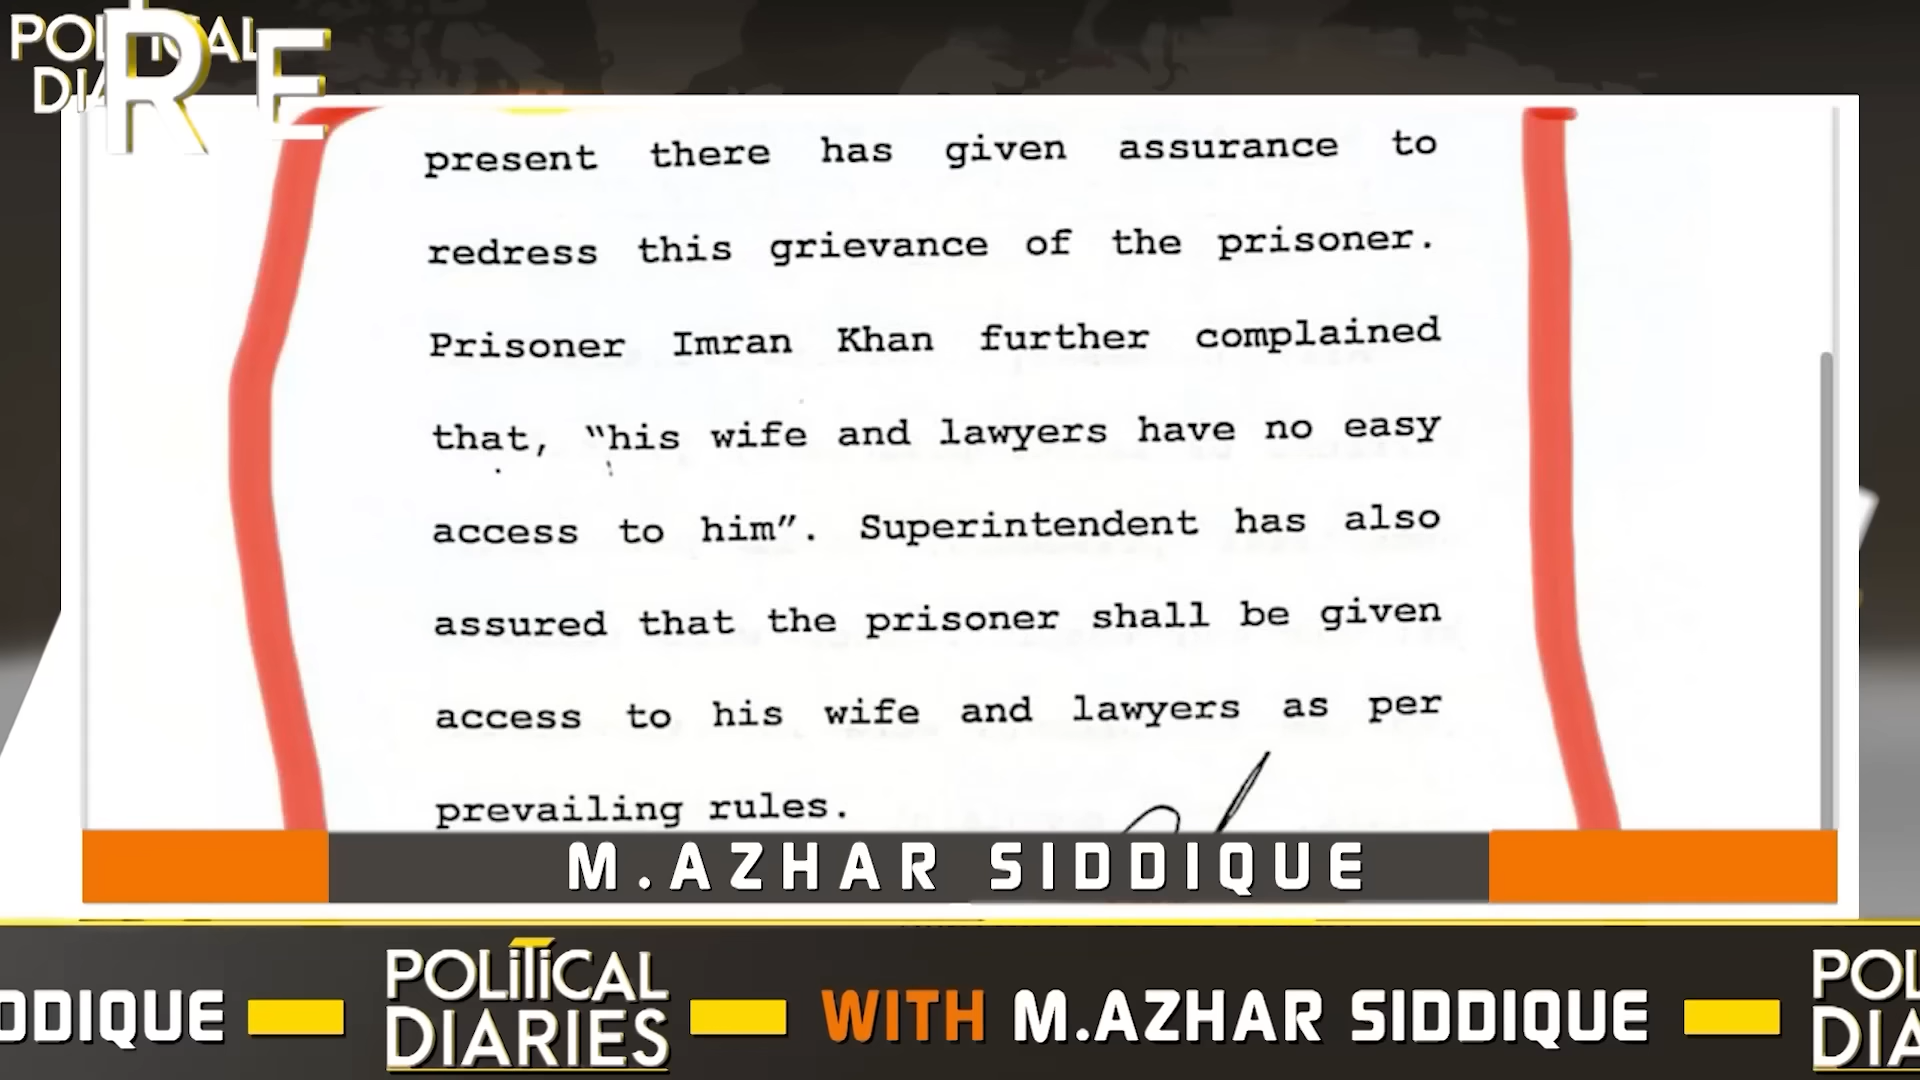 POLITICAL
DIA
R E
present there has given assurance to
redress this grievance of the prisoner.
Prisoner Imran Khan further complained
that, “his wife and lawyers have no easy
access to him”. Superintendent has also
assured that the prisoner shall be given
access to his wife and lawyers as per
prevailing rules.
M.AZHAR SIDDIQUE
DDIQUE POLITICAL DIARIES WITH M.AZHAR SIDDIQUE POL DIA